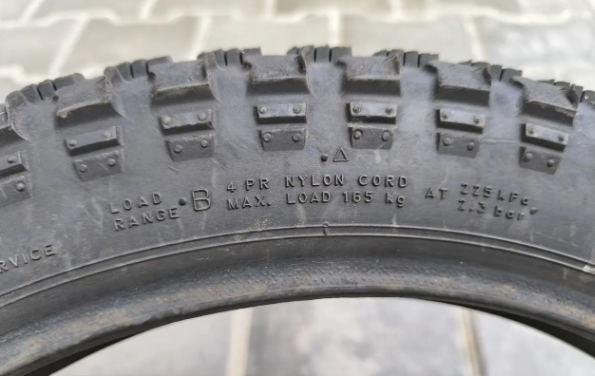 LOAD RANGE B
4 PR NYLON CORD
MAX. LOAD 165 kg
AT
225 kPa
2.3 bar
RVICE